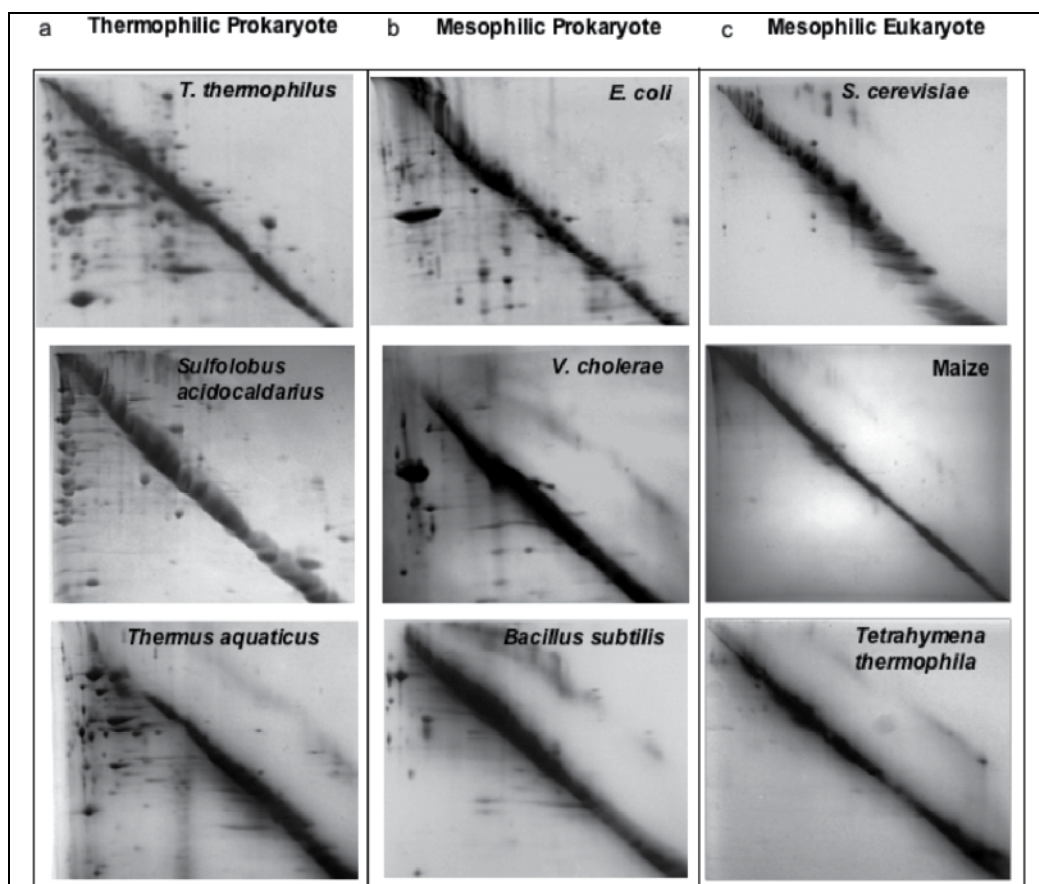 a Thermophilic Prokaryote b Mesophilic Prokaryote c Mesophilic Eukaryote
T. thermophilus
E. coli
S. cerevisiae
Sulfolobus
acidocaldarius
V. cholerae
Maize
Thermus aquaticus
Bacillus subtilis
Tetrahymena
thermophila